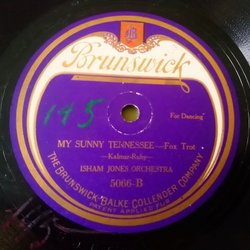 B
Brunswick
145
For Dancing
MY SUNNY TENNESSEE—Fox Trot
—Kalmar-Ruby—
ISHAM JONES ORCHESTRA
5066-B
THE BRUNSWICK-BALKE COLLENDER COMPANY
PATENT APPLIED FOR